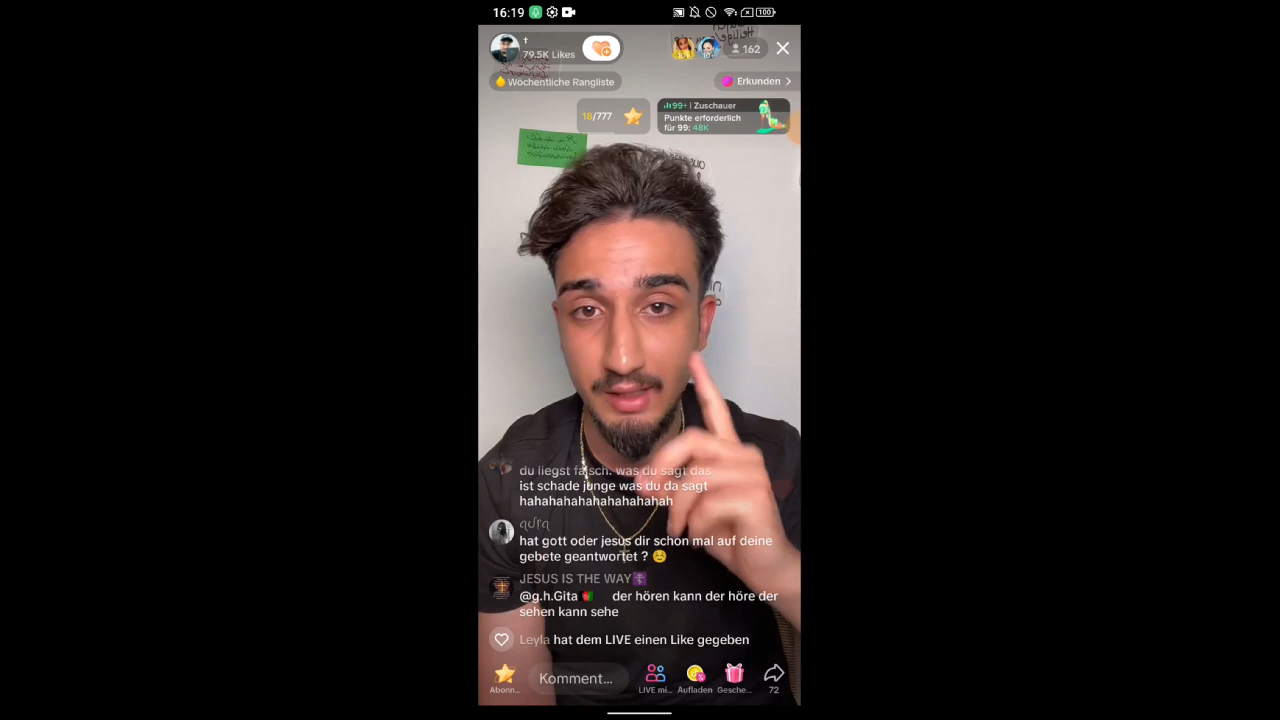 16:19
100
†
79.5K Likes
162
Wöchentliche Rangliste
Erkunden >
18/777
99+ | Zuschauer
Punkte erforderlich
für 99: 48K
du liegst falsch. was du sagt das
ist schade junge was du da sagt
hahahahahahahahahahah
hat gott oder jesus dir schon mal auf deine
gebete geantwortet ? ☺️
JESUS IS THE WAY
@g.h.Gita 🇵🇹 der hören kann der höre der
sehen kann sehe
Leyla hat dem LIVE einen Like gegeben
Abonn...
Komment...
LIVE mi...
Aufladen
Gesche...
72